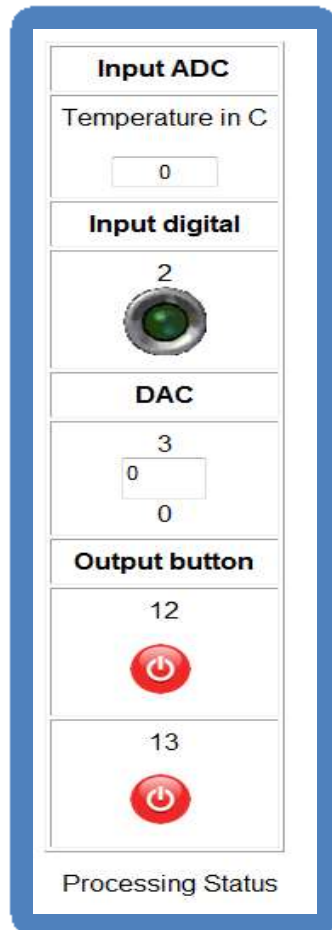 Input ADC
Temperature in C
0
Input digital
2
DAC
3
0
0
Output button
12
13
Processing Status